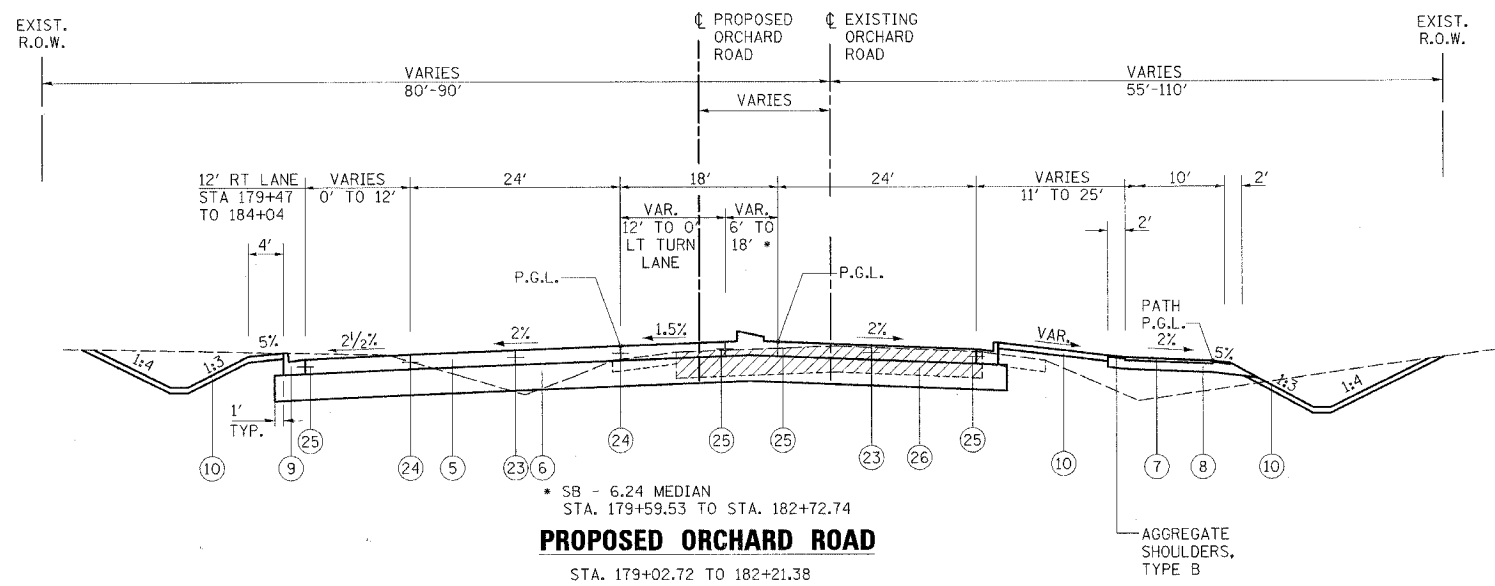 EXIST.
R.O.W.
℄ PROPOSED
ORCHARD
ROAD
℄ EXISTING
ORCHARD
ROAD
EXIST.
R.O.W.
VARIES
80'-90'
VARIES
55'-110'
VARIES
12' RT LANE
STA 179+47
TO 184+04
VARIES
0' TO 12'
24'
18'
24'
VARIES
11' TO 25'
10'
2'
4'
VAR.
12' TO 0'
LT TURN
LANE
VAR.
6' TO
18' *
2'
P.G.L.
P.G.L.
PATH
P.G.L.
1:4
1:3
5%
2½%
2%
1.5%
2%
VAR.
2%
5%
1:3
1:4
1'
TYP.
10
9
25
24
5
23
6
24
25
25
23
26
25
10
7
8
10
* SB - 6.24 MEDIAN
STA. 179+59.53 TO STA. 182+72.74
PROPOSED ORCHARD ROAD
STA. 179+02.72 TO 182+21.38
AGGREGATE
SHOULDERS,
TYPE B